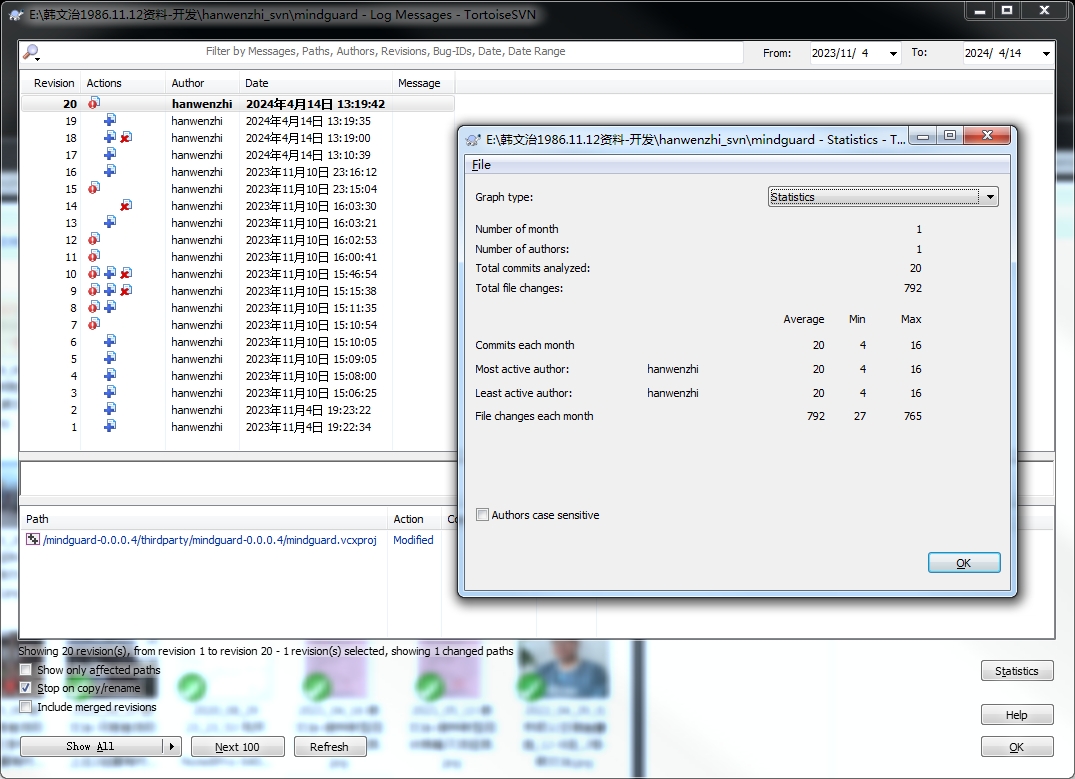 E:\韩文治1986.11.12资料-开发\hanwenzhi_svn\mindguard - Log Messages - TortoiseSVN
Filter by Messages, Paths, Authors, Revisions, Bug-IDs, Date, Date Range From: 2023/11/ 4 To: 2024/ 4/14
Revision Actions Author Date Message
20 hanwenzhi 2024年4月14日 13:19:42
19 hanwenzhi 2024年4月14日 13:19:35
18 hanwenzhi 2024年4月14日 13:19:00
17 hanwenzhi 2024年4月14日 13:10:39
16 hanwenzhi 2023年11月10日 23:16:12
15 hanwenzhi 2023年11月10日 23:15:04
14 hanwenzhi 2023年11月10日 16:03:30
13 hanwenzhi 2023年11月10日 16:03:21
12 hanwenzhi 2023年11月10日 16:02:53
11 hanwenzhi 2023年11月10日 16:00:41
10 hanwenzhi 2023年11月10日 15:46:54
9 hanwenzhi 2023年11月10日 15:15:38
8 hanwenzhi 2023年11月10日 15:11:35
7 hanwenzhi 2023年11月10日 15:10:54
6 hanwenzhi 2023年11月10日 15:10:05
5 hanwenzhi 2023年11月10日 15:09:05
4 hanwenzhi 2023年11月10日 15:08:00
3 hanwenzhi 2023年11月10日 15:06:25
2 hanwenzhi 2023年11月4日 19:23:22
1 hanwenzhi 2023年11月4日 19:22:34
E:\韩文治1986.11.12资料-开发\hanwenzhi_svn\mindguard - Statistics - T...
File
Graph type: Statistics
Number of month 1
Number of authors: 1
Total commits analyzed: 20
Total file changes: 792
Average Min Max
Commits each month 20 4 16
Most active author: hanwenzhi 20 4 16
Least active author: hanwenzhi 20 4 16
File changes each month 792 27 765
Authors case sensitive
OK
Path Action
/mindguard-0.0.0.4/thirdparty/mindguard-0.0.0.4/mindguard.vcxproj Modified
Showing 20 revision(s), from revision 1 to revision 20 - 1 revision(s) selected, showing 1 changed paths
Show only affected paths
Stop on copy/rename
Include merged revisions
Statistics
Help
Show All Next 100 Refresh OK